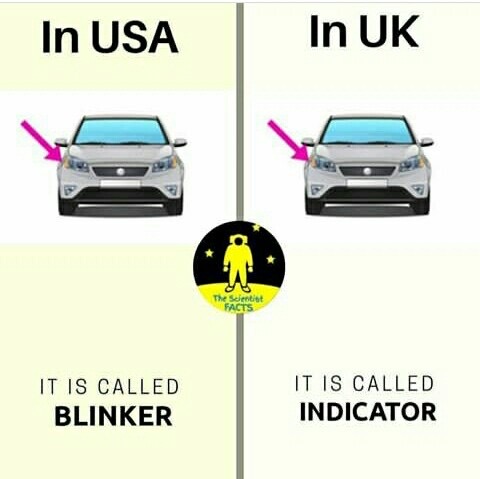 In USA
In UK
The Scientist
FACTS
IT IS CALLED
BLINKER
IT IS CALLED
INDICATOR